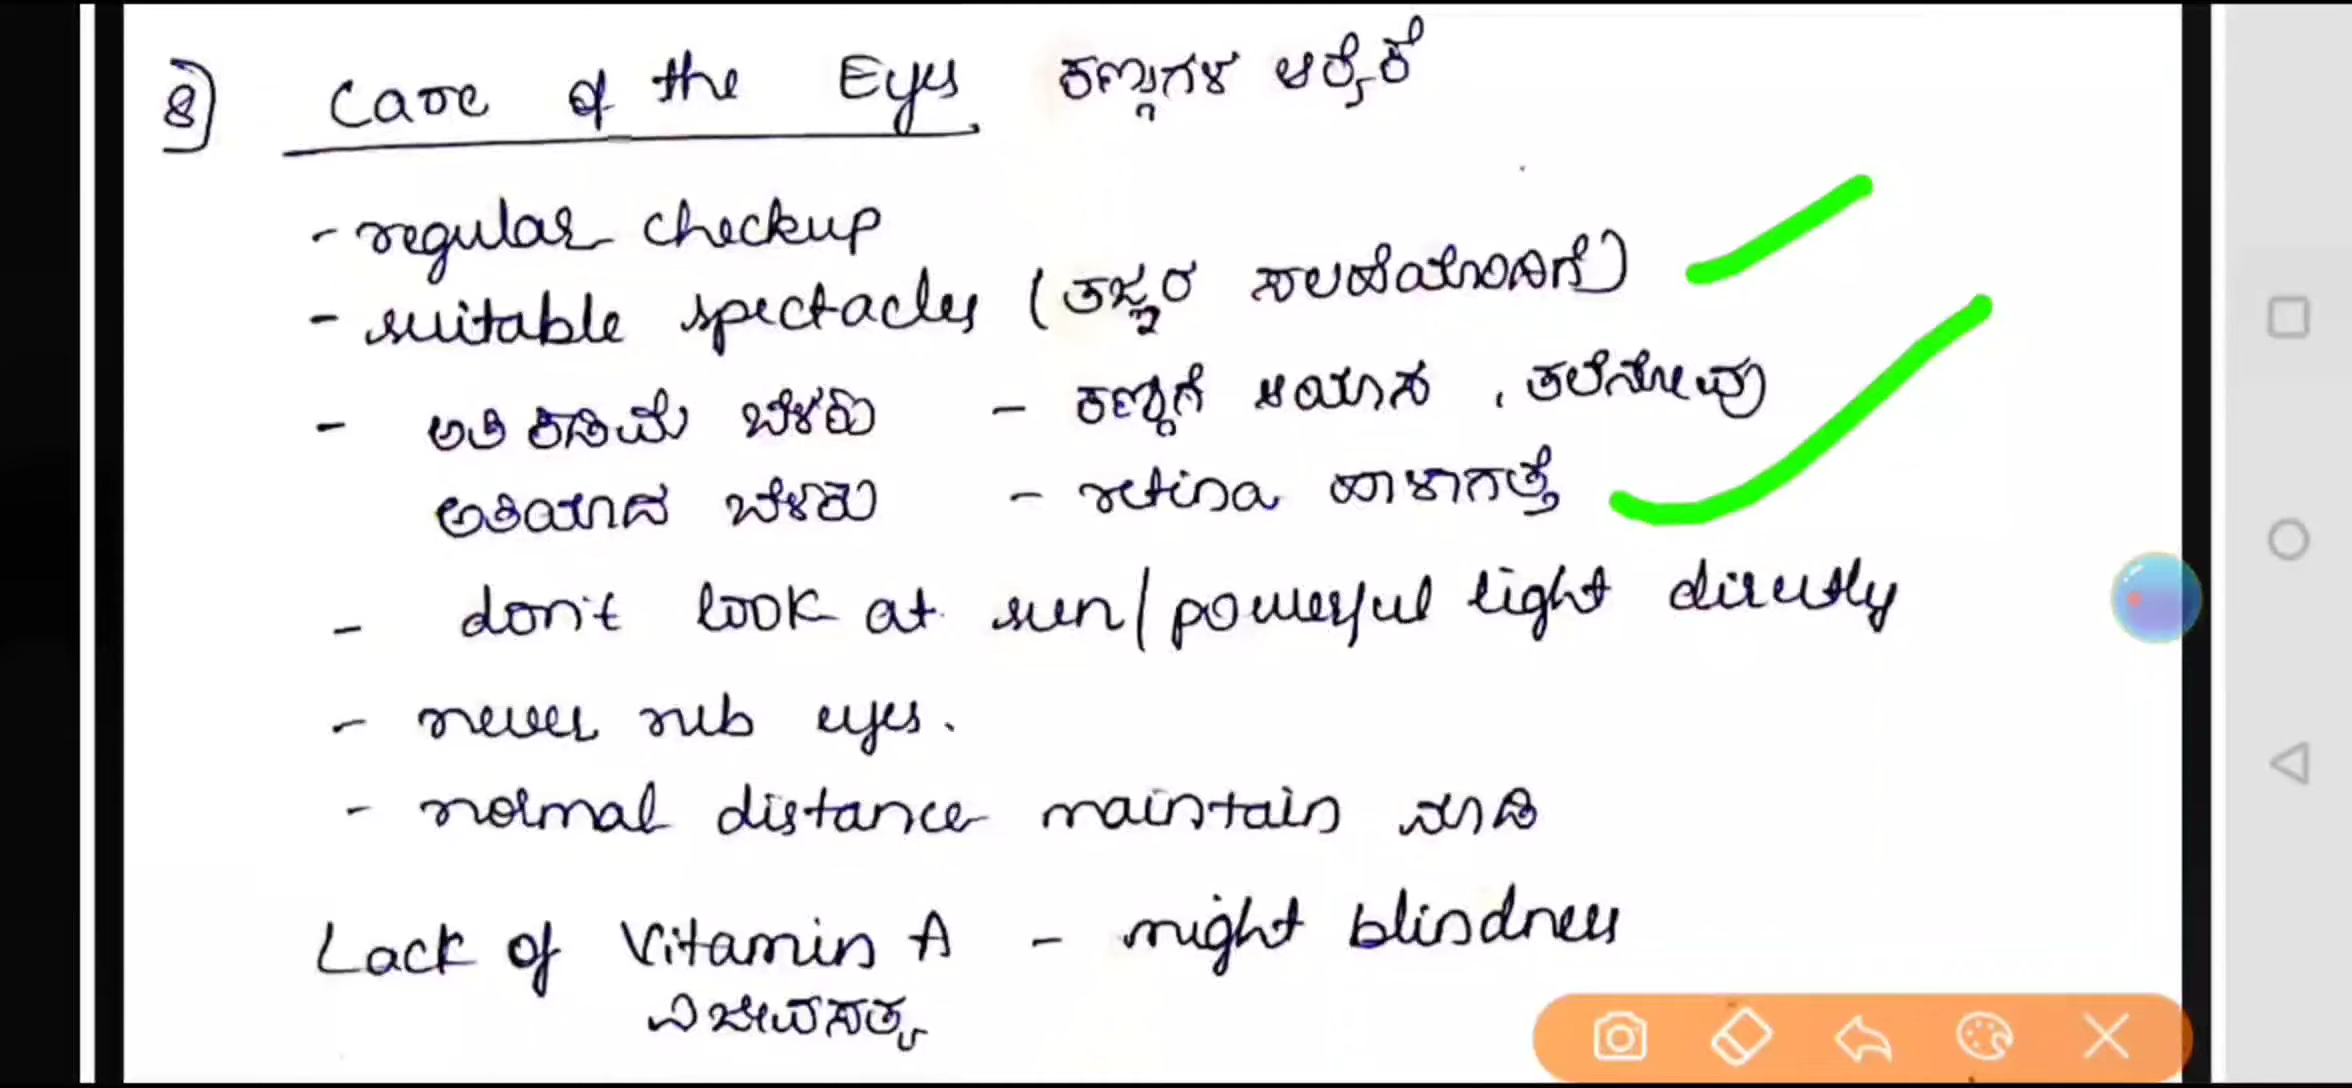 8) Care of the Eyes ಕಣ್ಣುಗಳ ಆರೈಕೆ
- regular checkup
- suitable spectacles (ತಜ್ಞರ ಸಲಹೆಯೊಂದಿಗೆ)
- ಅತಿ ಕಡಿಮೆ ಬೆಳಕು - ಕಣ್ಣಿಗೆ ಆಯಾಸ, ತಲೆನೋವು
ಅತಿಯಾದ ಬೆಳಕು - retina ಹಾಳಾಗತ್ತೆ
- don't look at sun/powerful light directly
- never rub eyes.
- normal distance maintain ಮಾಡಿ
Lack of Vitamin A - night blindness
ವಿಜೀವಸತ್ವ